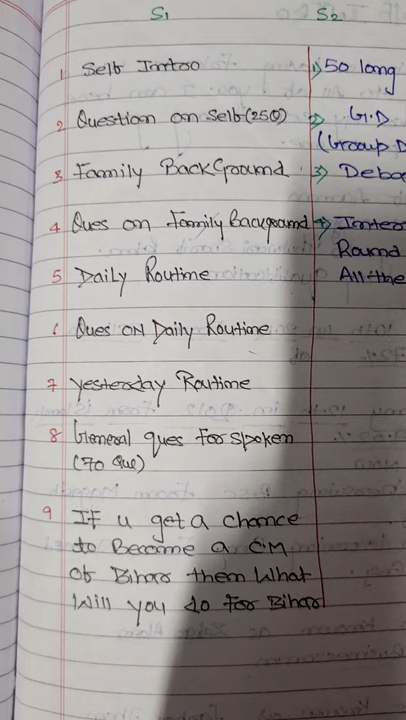 S1
1 Self Intro
2 Question on Self (250)
3 Family BackGround
4 Ques on Family Background
5 Daily Routine
6 Ques ON Daily Routine
7 Yesterday Routine
8 General ques for spoken
(70 Que)
9 If u get a chance
to Become a CM
of Bihar then What
Will you do for Bihar
S2
1) 50 long
2) G.D
(Group D
3) Deba
Inter
Round
All the